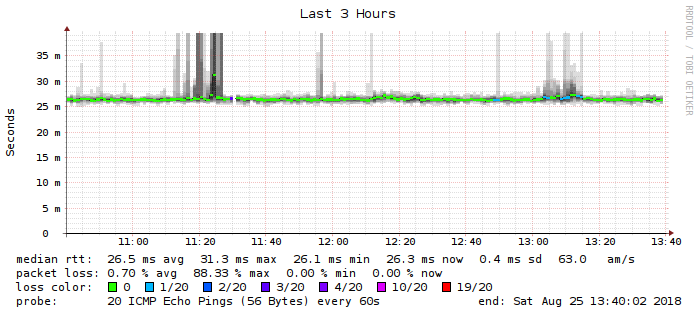 Last 3 Hours
RRDTOOL / TOBI OETIKER
Seconds
35 m
30 m
25 m
20 m
15 m
10 m
5 m
0
11:00 11:20 11:40 12:00 12:20 12:40 13:00 13:20 13:40
median rtt: 26.5 ms avg 31.3 ms max 26.1 ms min 26.3 ms now 0.4 ms sd 63.0 am/s
packet loss: 0.70 % avg 88.33 % max 0.00 % min 0.00 % now
loss color: 0 1/20 2/20 3/20 4/20 10/20 19/20
probe: 20 ICMP Echo Pings (56 Bytes) every 60s end: Sat Aug 25 13:40:02 2018